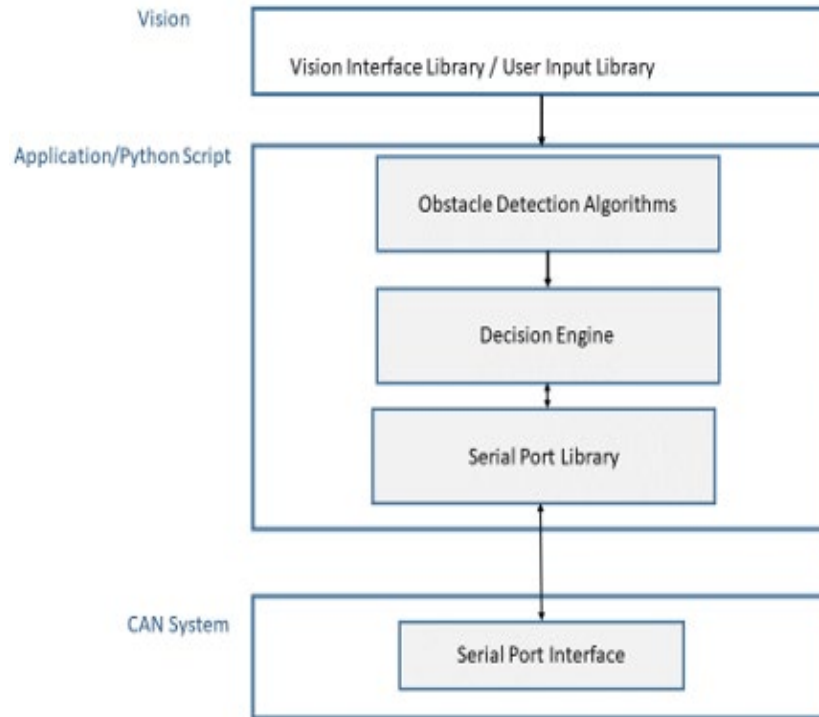 Vision
Vision Interface Library / User Input Library
Application/Python Script
Obstacle Detection Algorithms
Decision Engine
Serial Port Library
CAN System
Serial Port Interface